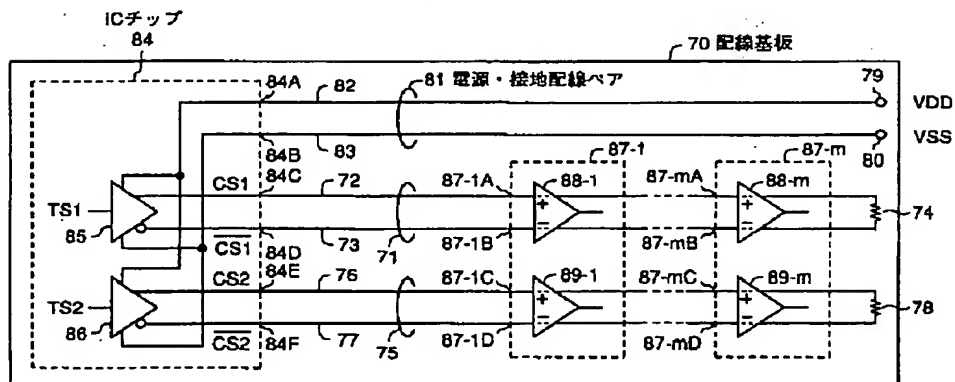 ICチップ
84
70 配線基板
84A
82
81 電源・接地配線ペア
79
VDD
84B
83
80
VSS
87-1
87-m
CS1
84C
72
87-1A
88-1
87-mA
88-m
TS1
+
+
74
85
CS1
84D
73
71
87-1B
−
87-mB
−
CS2
84E
76
87-1C
89-1
87-mC
89-m
TS2
+
+
78
86
CS2
84F
77
75
87-1D
−
87-mD
−